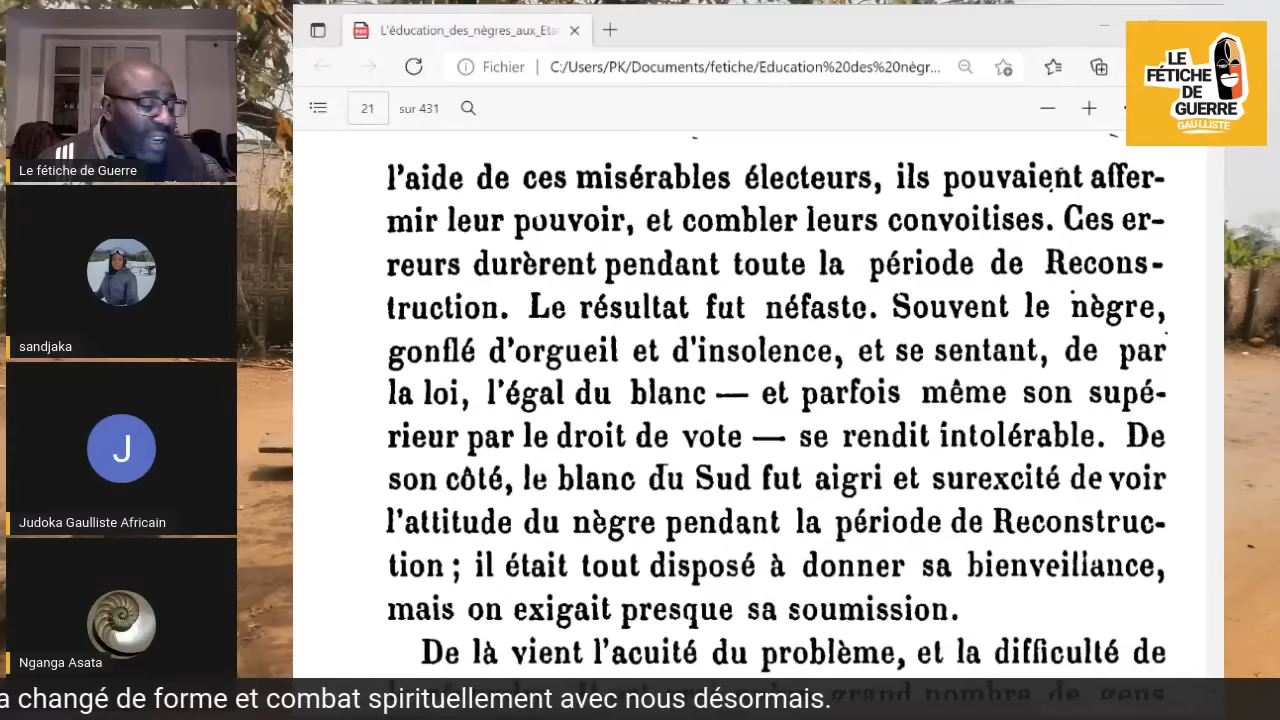 L'éducation_des_nègres_aux_Eta
Fichier
C:/Users/PK/Documents/fetiche/Education%20des%20nègr...
21
sur 431
LE
FÉTICHE
DE
GUERRE
GAULLISTE
Le fétiche de Guerre
sandjaka
J
Judoka Gaulliste Africain
Nganga Asata
l'aide de ces misérables électeurs, ils pouvaient affer-
mir leur pouvoir, et combler leurs convoitises. Ces er-
reurs durèrent pendant toute la période de Recons-
truction. Le résultat fut néfaste. Souvent le nègre,
gonflé d'orgueil et d'insolence, et se sentant, de par
la loi, l'égal du blanc — et parfois même son supé-
rieur par le droit de vote — se rendit intolérable. De
son côté, le blanc du Sud fut aigri et surexcité de voir
l'attitude du nègre pendant la période de Reconstruc-
tion ; il était tout disposé à donner sa bienveillance,
mais on exigait presque sa soumission.
De là vient l'acuité du problème, et la difficulté de
grand nombre de gens
a changé de forme et combat spirituellement avec nous désormais.